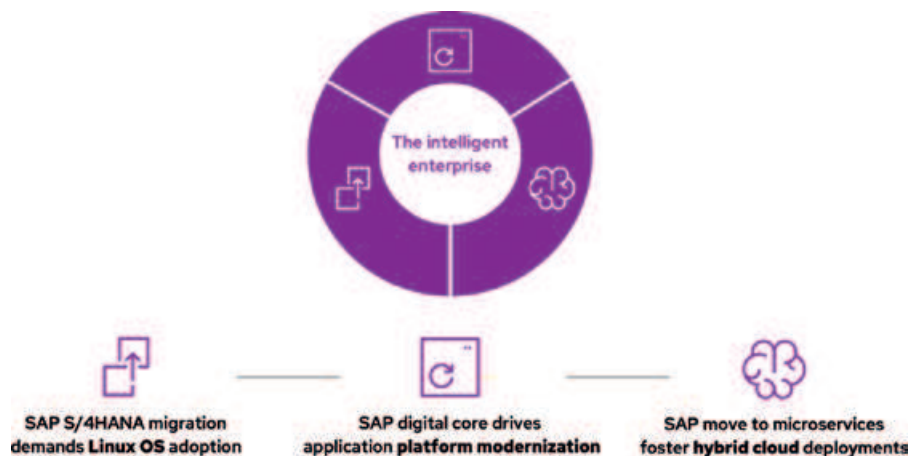 The intelligent
enterprise
SAP S/4HANA migration
demands Linux OS adoption
SAP digital core drives
application platform modernization
SAP move to microservices
foster hybrid cloud deployments